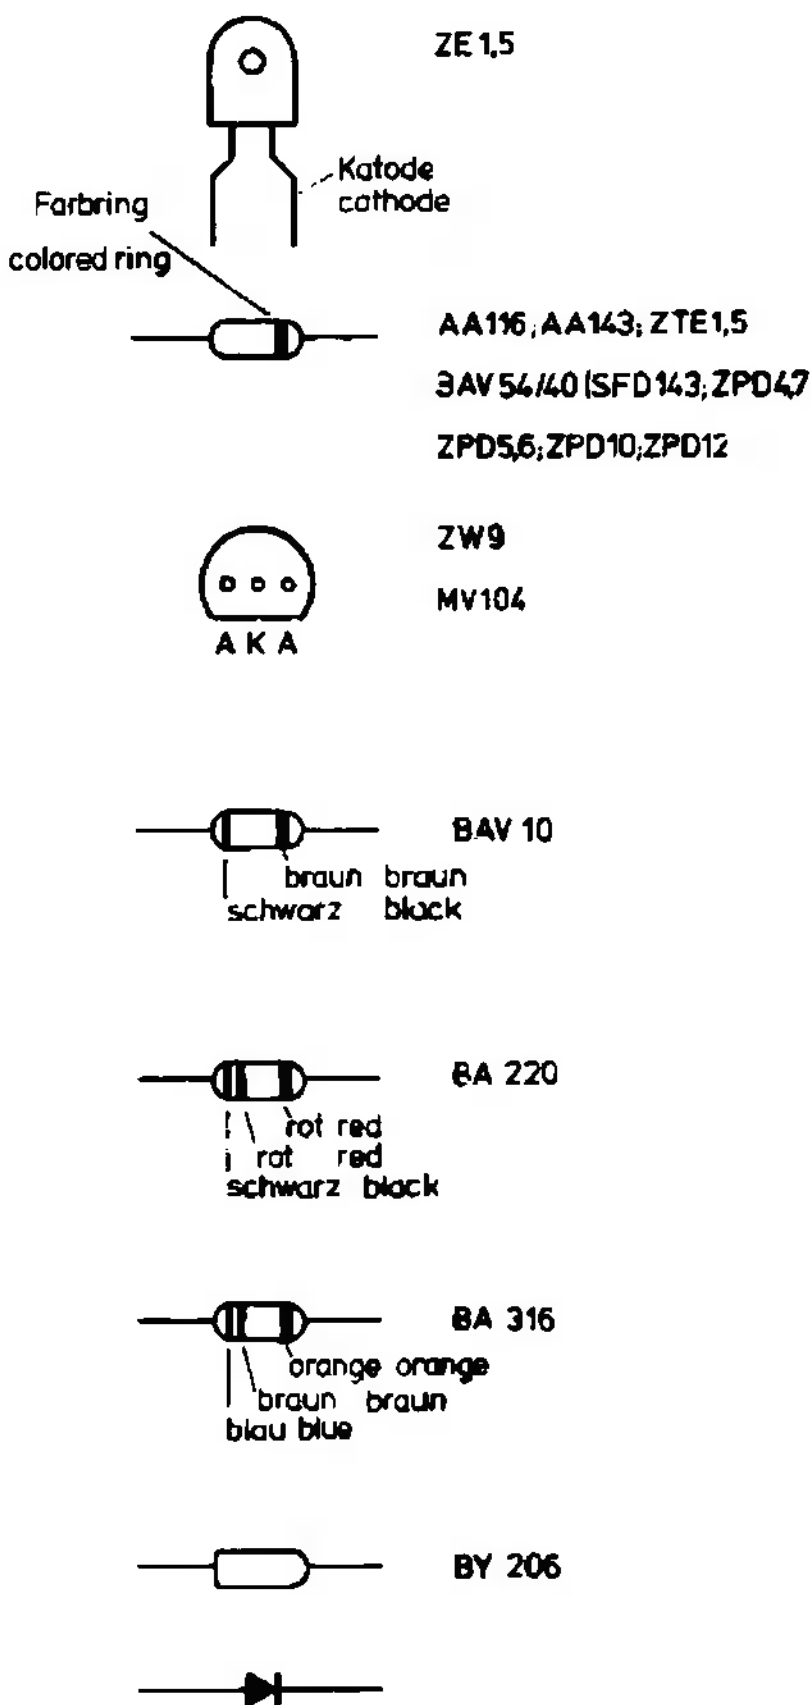 ZE 1,5
Katode
cathode
Farbring
colored ring
AA116; AA143; ZTE1,5
BAV 54/40 (SFD143; ZPD4,7
ZPD5,6; ZPD10; ZPD12
ZW9
MV104
A K A
BAV 10
braun braun
schwarz black
BA 220
rot red
rot red
schwarz black
BA 316
orange orange
braun braun
blau blue
BY 206